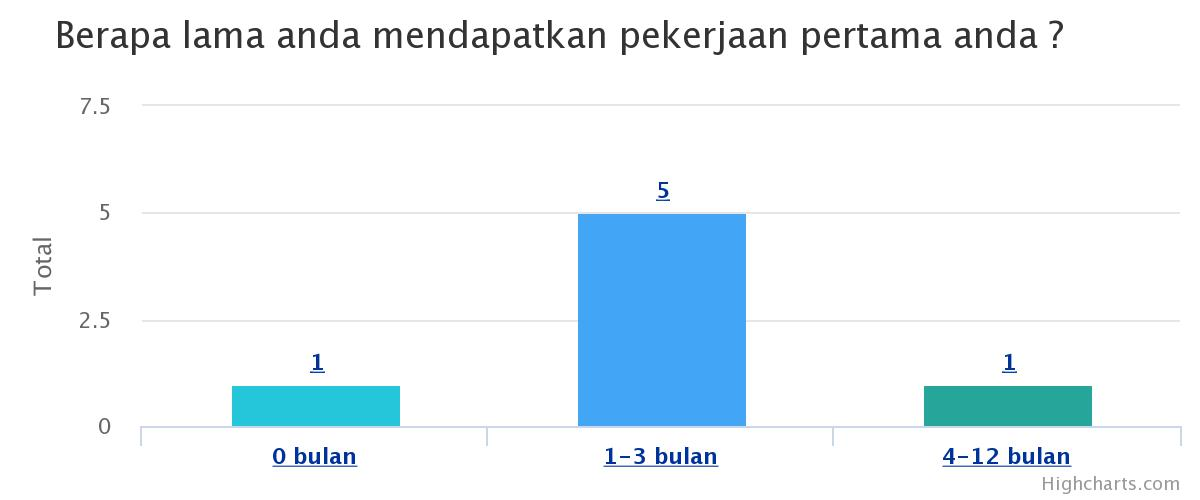 Berapa lama anda mendapatkan pekerjaan pertama anda ?
7.5
5
2.5
0
Total
1
5
1
0 bulan
1-3 bulan
4-12 bulan
Highcharts.com